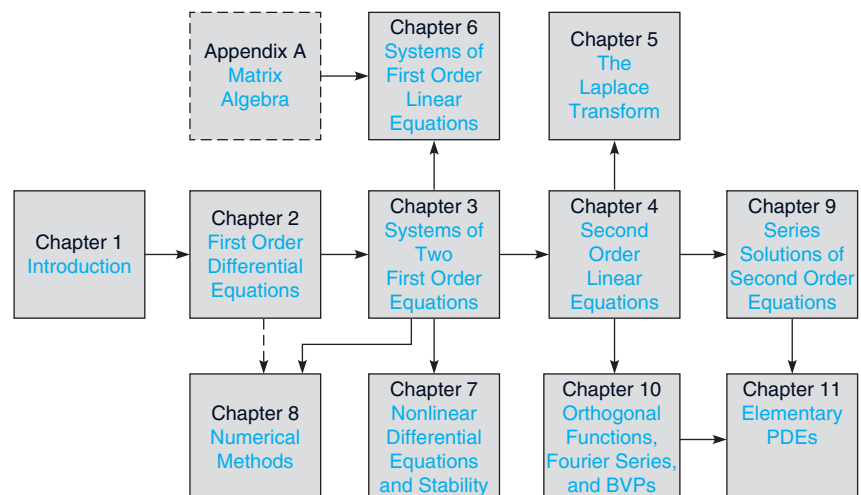 Appendix A
Matrix
Algebra
Chapter 6
Systems of
First Order
Linear
Equations
Chapter 5
The
Laplace
Transform
Chapter 1
Introduction
Chapter 2
First Order
Differential
Equations
Chapter 3
Systems of
Two
First Order
Equations
Chapter 4
Second
Order
Linear
Equations
Chapter 9
Series
Solutions of
Second Order
Equations
Chapter 8
Numerical
Methods
Chapter 7
Nonlinear
Differential
Equations
and Stability
Chapter 10
Orthogonal
Functions,
Fourier Series,
and BVPs
Chapter 11
Elementary
PDEs